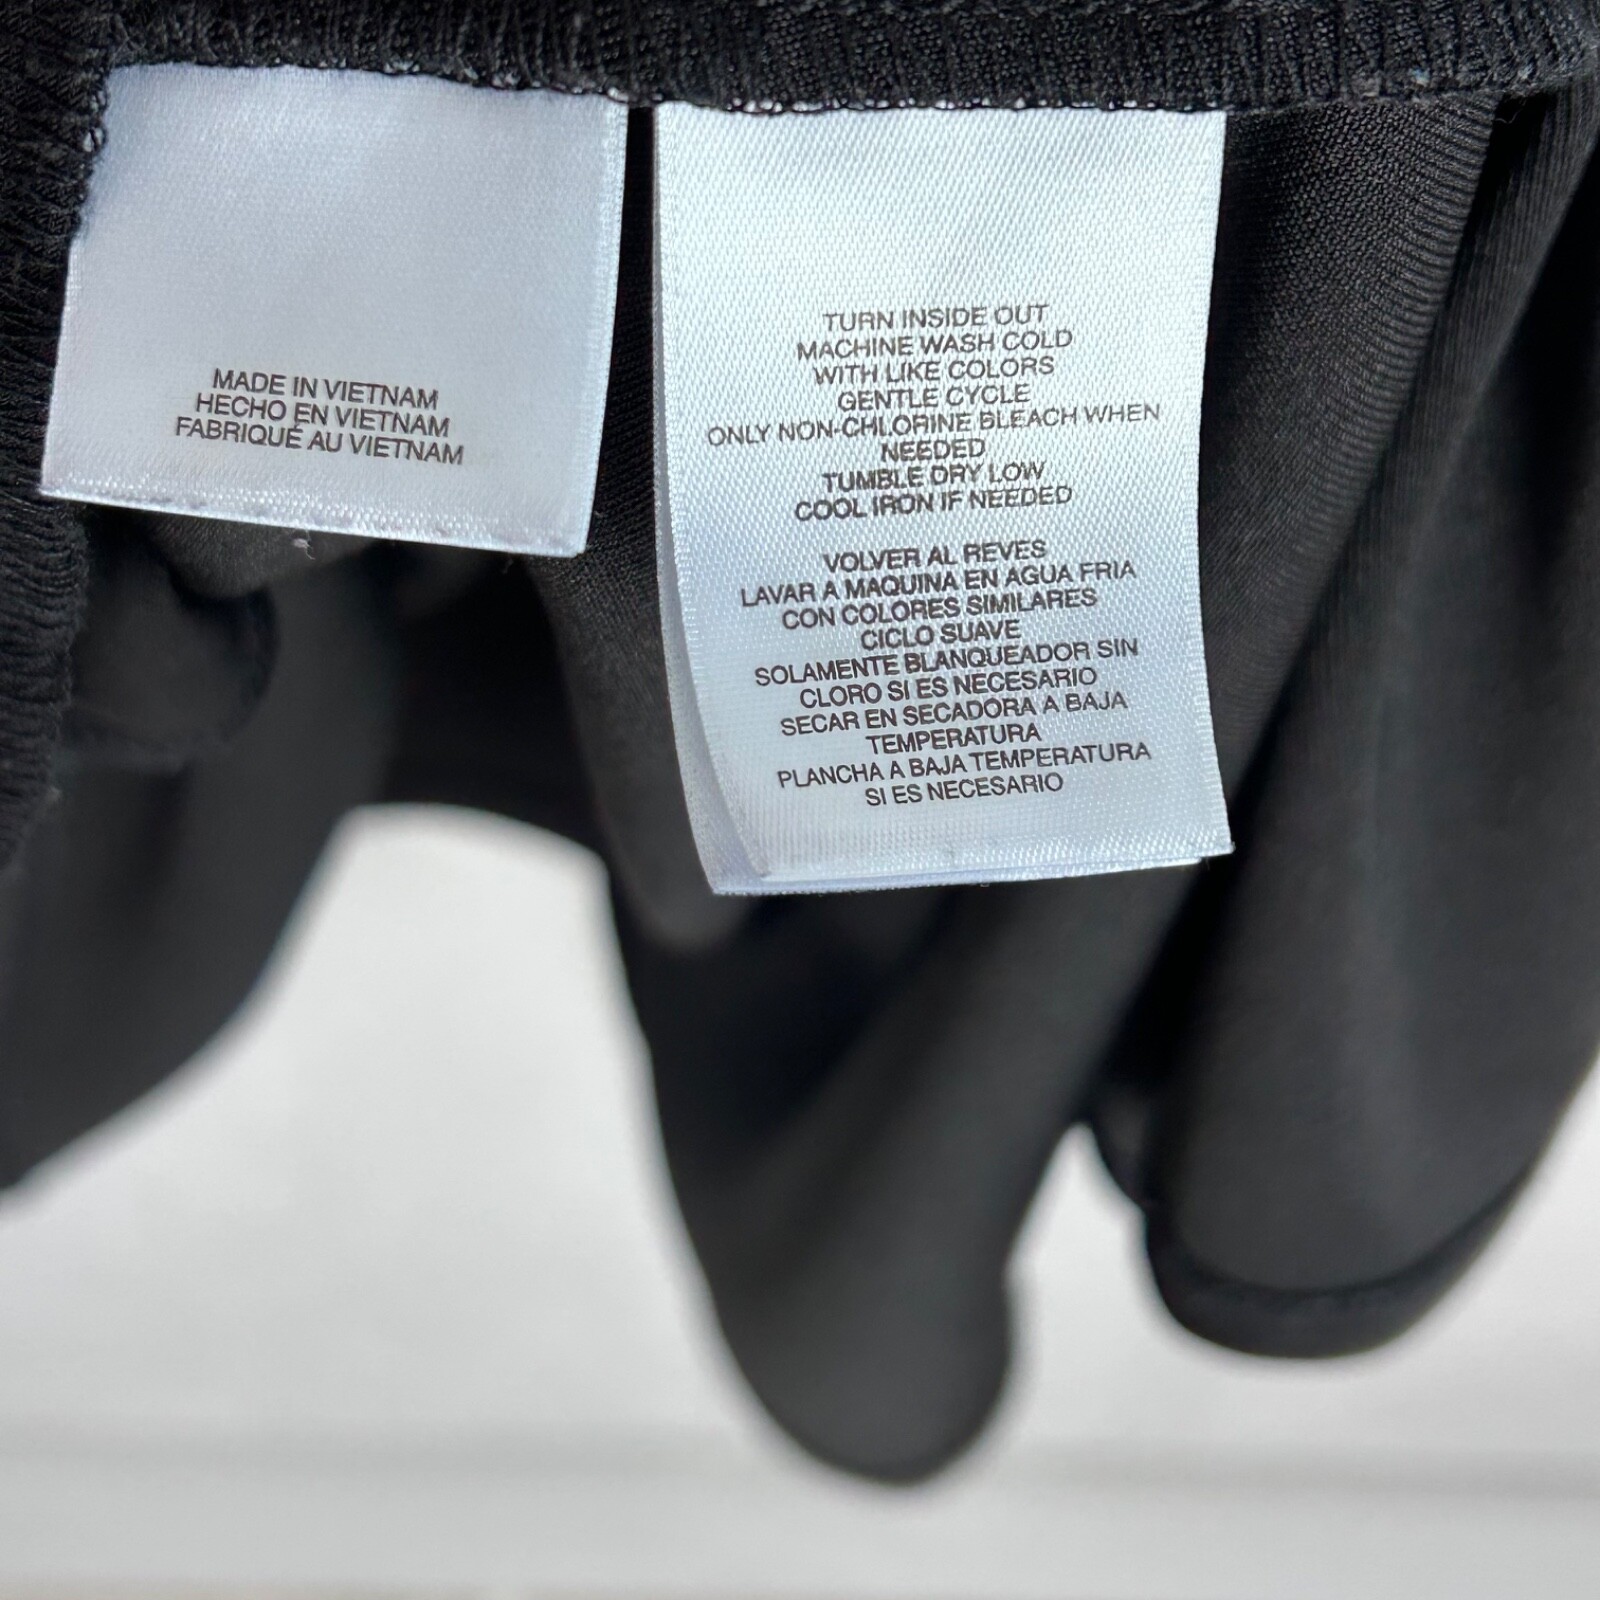 MADE IN VIETNAM
HECHO EN VIETNAM
FABRIQUÉ AU VIETNAM
TURN INSIDE OUT
MACHINE WASH COLD
WITH LIKE COLORS
GENTLE CYCLE
ONLY NON-CHLORINE BLEACH WHEN
NEEDED
TUMBLE DRY LOW
COOL IRON IF NEEDED
VOLVER AL REVES
LAVAR A MAQUINA EN AGUA FRIA
CON COLORES SIMILARES
CICLO SUAVE
SOLAMENTE BLANQUEADOR SIN
CLORO SI ES NECESARIO
SECAR EN SECADORA A BAJA
TEMPERATURA
PLANCHA A BAJA TEMPERATURA
SI ES NECESARIO